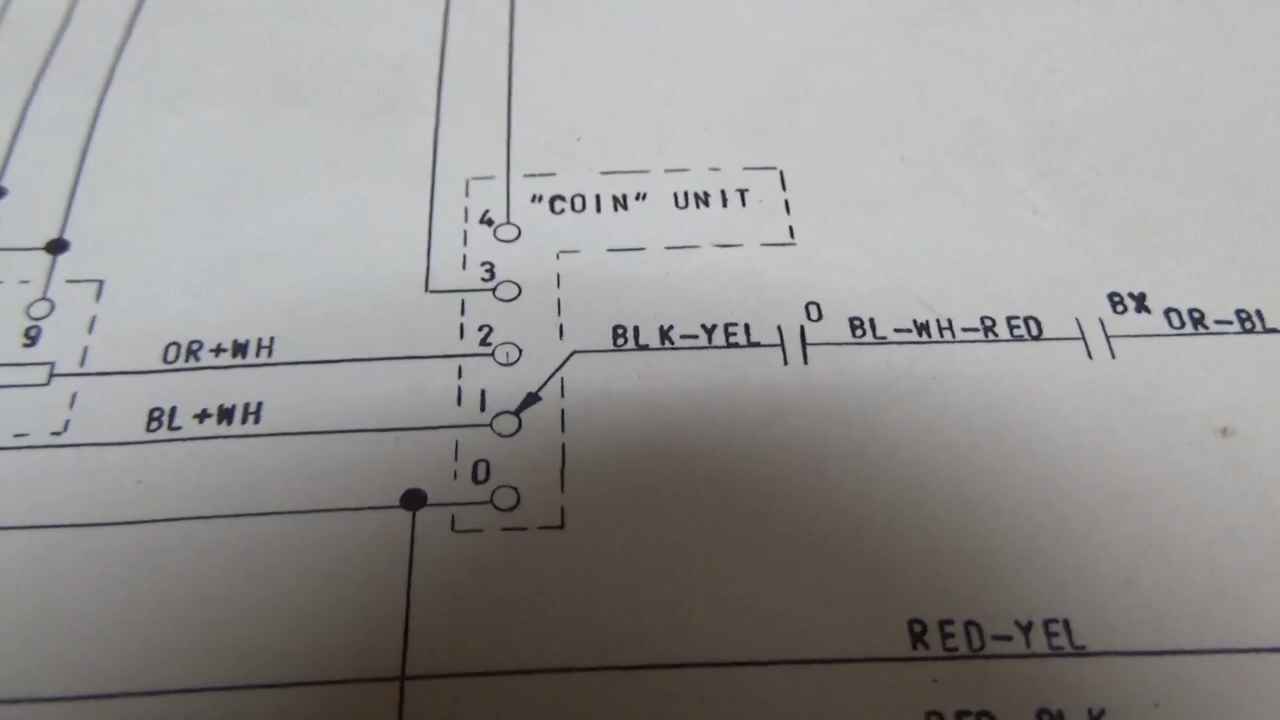 "COIN" UNIT
4
3
2
1
0
9
OR+WH
BL+WH
BLK-YEL
0
BL-WH-RED
8X
OR-BL
RED-YEL